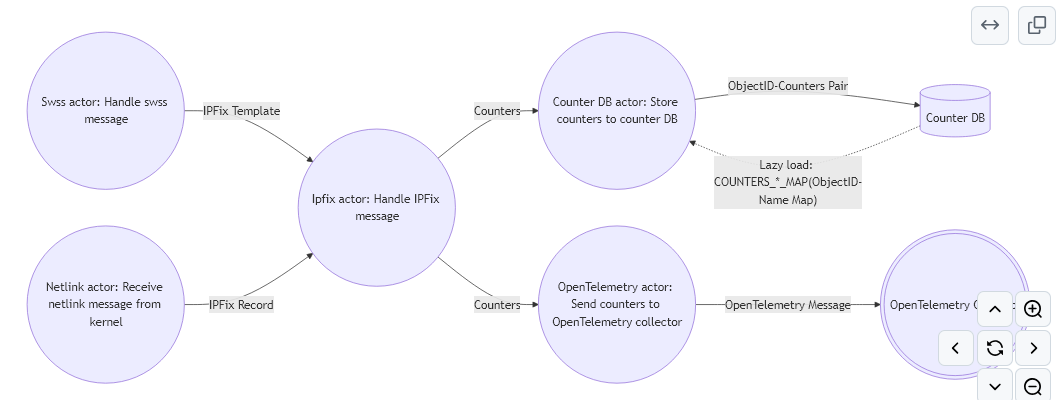 Swss actor: Handle swss
message
IPFix Template
Netlink actor: Receive
netlink message from
kernel
IPFix Record
Ipfix actor: Handle IPFix
message
Counters
Counters
Counter DB actor: Store
counters to counter DB
ObjectID-Counters Pair
Counter DB
Lazy load:
COUNTERS_*_MAP(ObjectID-
Name Map)
OpenTelemetry actor:
Send counters to
OpenTelemetry collector
OpenTelemetry Message
OpenTelemetry